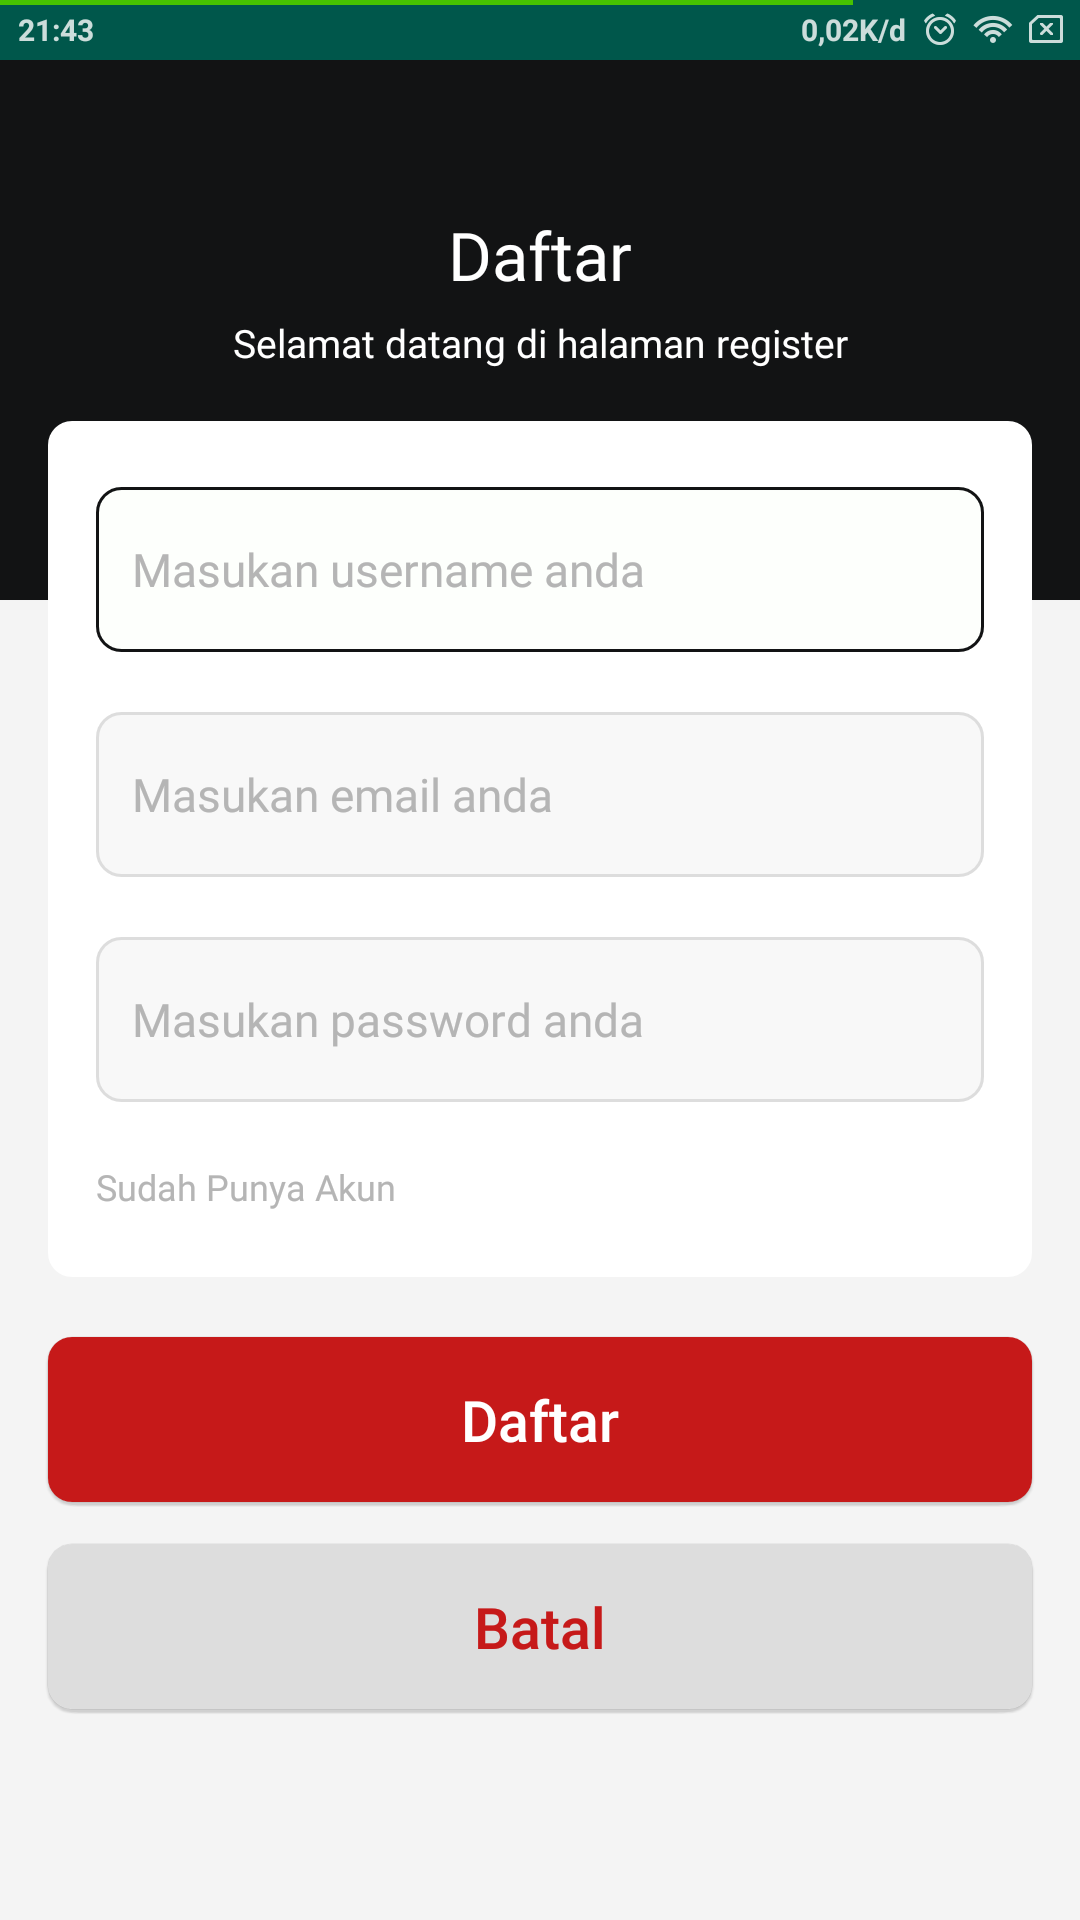 21:43 0,02K/d
Daftar
Selamat datang di halaman register
Masukan username anda
Masukan email anda
Masukan password anda
Sudah Punya Akun
Daftar
Batal